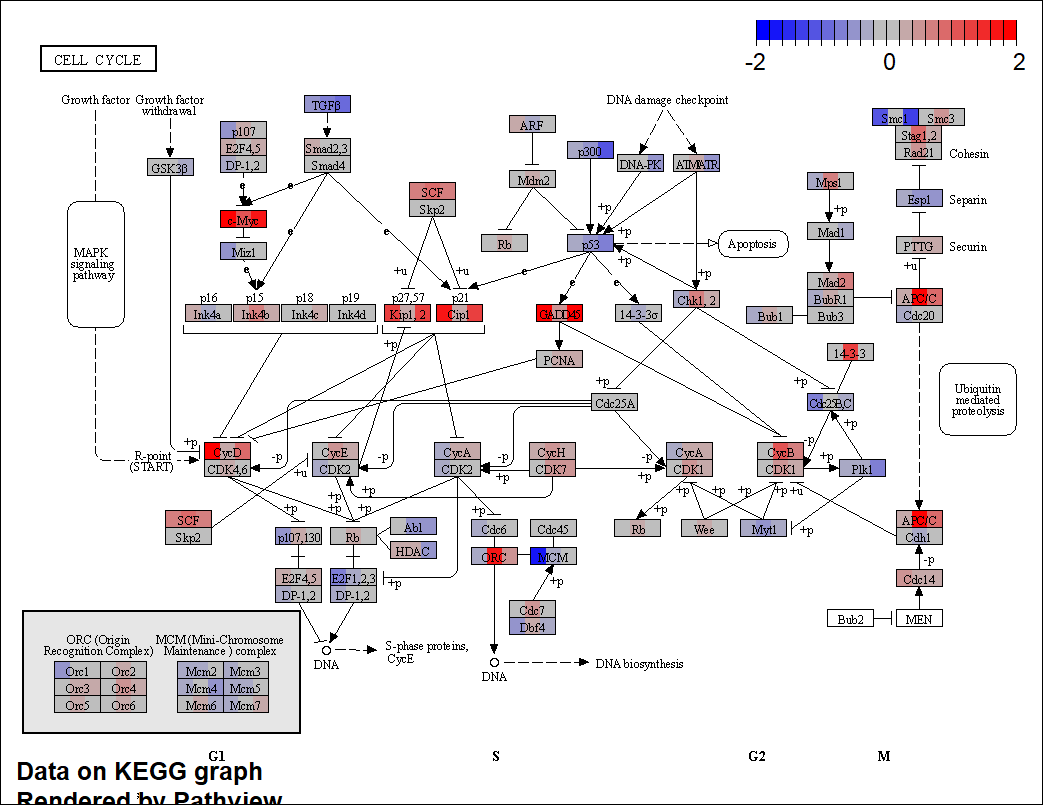 -2 0 2
CELL CYCLE
Growth factor
Growth factor
withdrawal
TGFβ
DNA damage checkpoint
Smc1 Smc3
Stag1,2
Rad21
Cohesin
p107
E2F4,5
DP-1,2
ARF
GSK3β
Smad2,3
Smad4
p300
DNA-PK
ATMATR
Mdm2
Mps1
Esp1
Separin
SCF
Skp2
e
e
c-Myc
Miz1
e
e
e
Rb
p53
+p
+p
+p
Apoptosis
+p
Mad1
PTTG
Securin
MAPK
signaling
pathway
+u
+u
e
e
e
+p
+u
Mad2
BubR1
Bub3
Bub1
APC/C
Cdc20
p16
Ink4a
p15
Ink4b
p18
Ink4c
p19
Ink4d
p27,57
Kip1, 2
p21
Cip1
GADD45
14-3-3σ
Chk1, 2
+p
PCNA
14-3-3
Cdc25A
+p
+p
Cdc25B,C
Ubiquitin
mediated
proteolysis
R-point
(START)
+p
CycD
CDK4,6
-p
CycE
CDK2
-p
CycA
CDK2
-p
+p
CycH
CDK7
-p
+p
CycA
CDK1
CycB
CDK1
-p
+p
Plk1
+u
+p
+p
+p
+p
+p
+p
+p
+p
+p
+u
SCF
Skp2
p107,130
Rb
Abl
HDAC
Cdc6
Cdc45
ORC
MCM
Rb
Wee
Myt1
+p
APC/C
Cdh1
-p
E2F4,5
DP-1,2
E2F1,2,3
DP-1,2
+p
+p
Cdc7
Dbf4
Cdc14
Bub2
MEN
ORC (Origin
Recognition Complex)
MCM (Mini-Chromosome
Maintenance ) complex
Orc1 Orc2
Orc3 Orc4
Orc5 Orc6
Mcm2 Mcm3
Mcm4 Mcm5
Mcm6 Mcm7
DNA
S-phase proteins,
CycE
DNA
DNA biosynthesis
G1 S G2 M
Data on KEGG graph
Rendered by Pathview